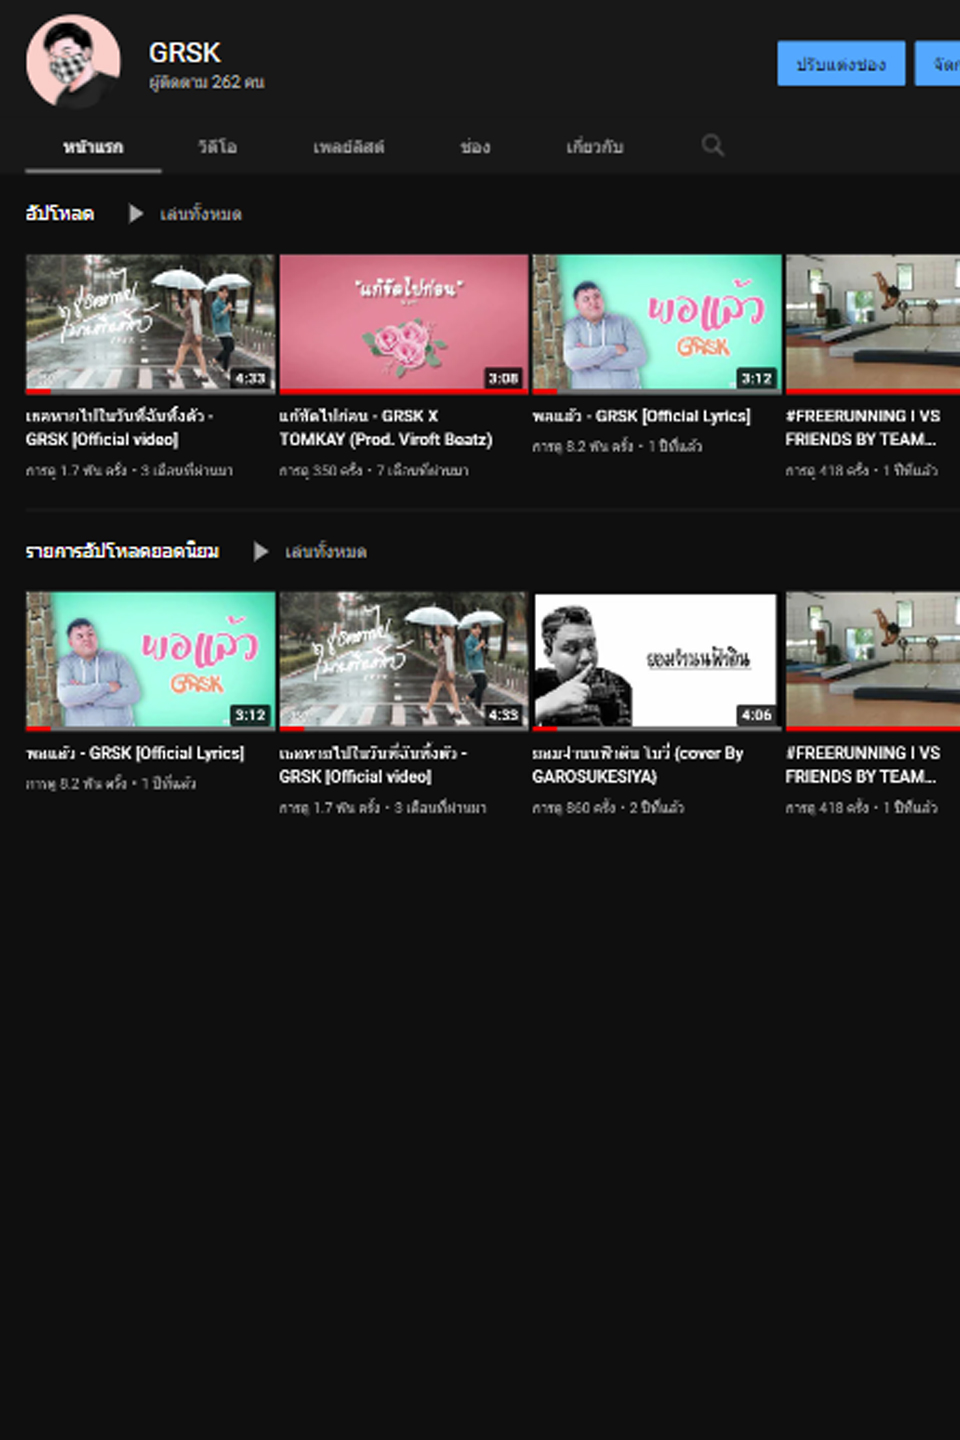 GRSK
ผู้ติดตาม 262 คน
ปรับแต่งช่อง
หน้าแรก
วิดีโอ
เพลย์ลิสต์
ช่อง
เกี่ยวกับ
อัปโหลด
เล่นทั้งหมด
4:33
"แก้ขัดไปก่อน"
3:08
พอแล้ว
GRSK
3:12
เธอหายไปในวันที่ฉันทิ้งตัว -
GRSK [Official video]
การดู 1.7 พัน ครั้ง • 3 เดือนที่ผ่านมา
แก้ขัดไปก่อน - GRSK X
TOMKAY (Prod. Viroft Beatz)
การดู 350 ครั้ง • 7 เดือนที่ผ่านมา
พอแล้ว - GRSK [Official Lyrics]
การดู 8.2 พัน ครั้ง • 1 ปีที่แล้ว
#FREERUNNING I VS
FRIENDS BY TEAM...
การดู 418 ครั้ง • 1 ปีที่แล้ว
รายการอัปโหลดยอดนิยม
เล่นทั้งหมด
พอแล้ว
GRSK
3:12
4:33
ยอมจำนนฟ้าดิน
4:06
พอแล้ว - GRSK [Official Lyrics]
การดู 8.2 พัน ครั้ง • 1 ปีที่แล้ว
เธอหายไปในวันที่ฉันทิ้งตัว -
GRSK [Official video]
การดู 1.7 พัน ครั้ง • 3 เดือนที่ผ่านมา
ยอมจำนนฟ้าดิน โบวี่ (cover By
GAROSUKESIYA)
การดู 860 ครั้ง • 2 ปีที่แล้ว
#FREERUNNING I VS
FRIENDS BY TEAM...
การดู 418 ครั้ง • 1 ปีที่แล้ว